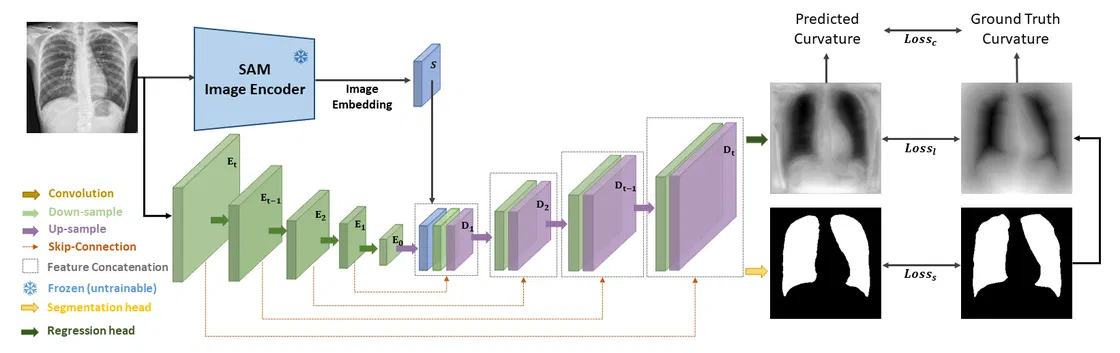 SAM
Image Encoder
Image
Embedding
S
E_t
E_{t-1}
E_2
E_1
E_0
D_1
D_2
D_{t-1}
D_t
Convolution
Down-sample
Up-sample
Skip-Connection
Feature Concatenation
Frozen (untrainable)
Segmentation head
Regression head
Predicted
Curvature
Loss_c
Ground Truth
Curvature
Loss_l
Loss_s